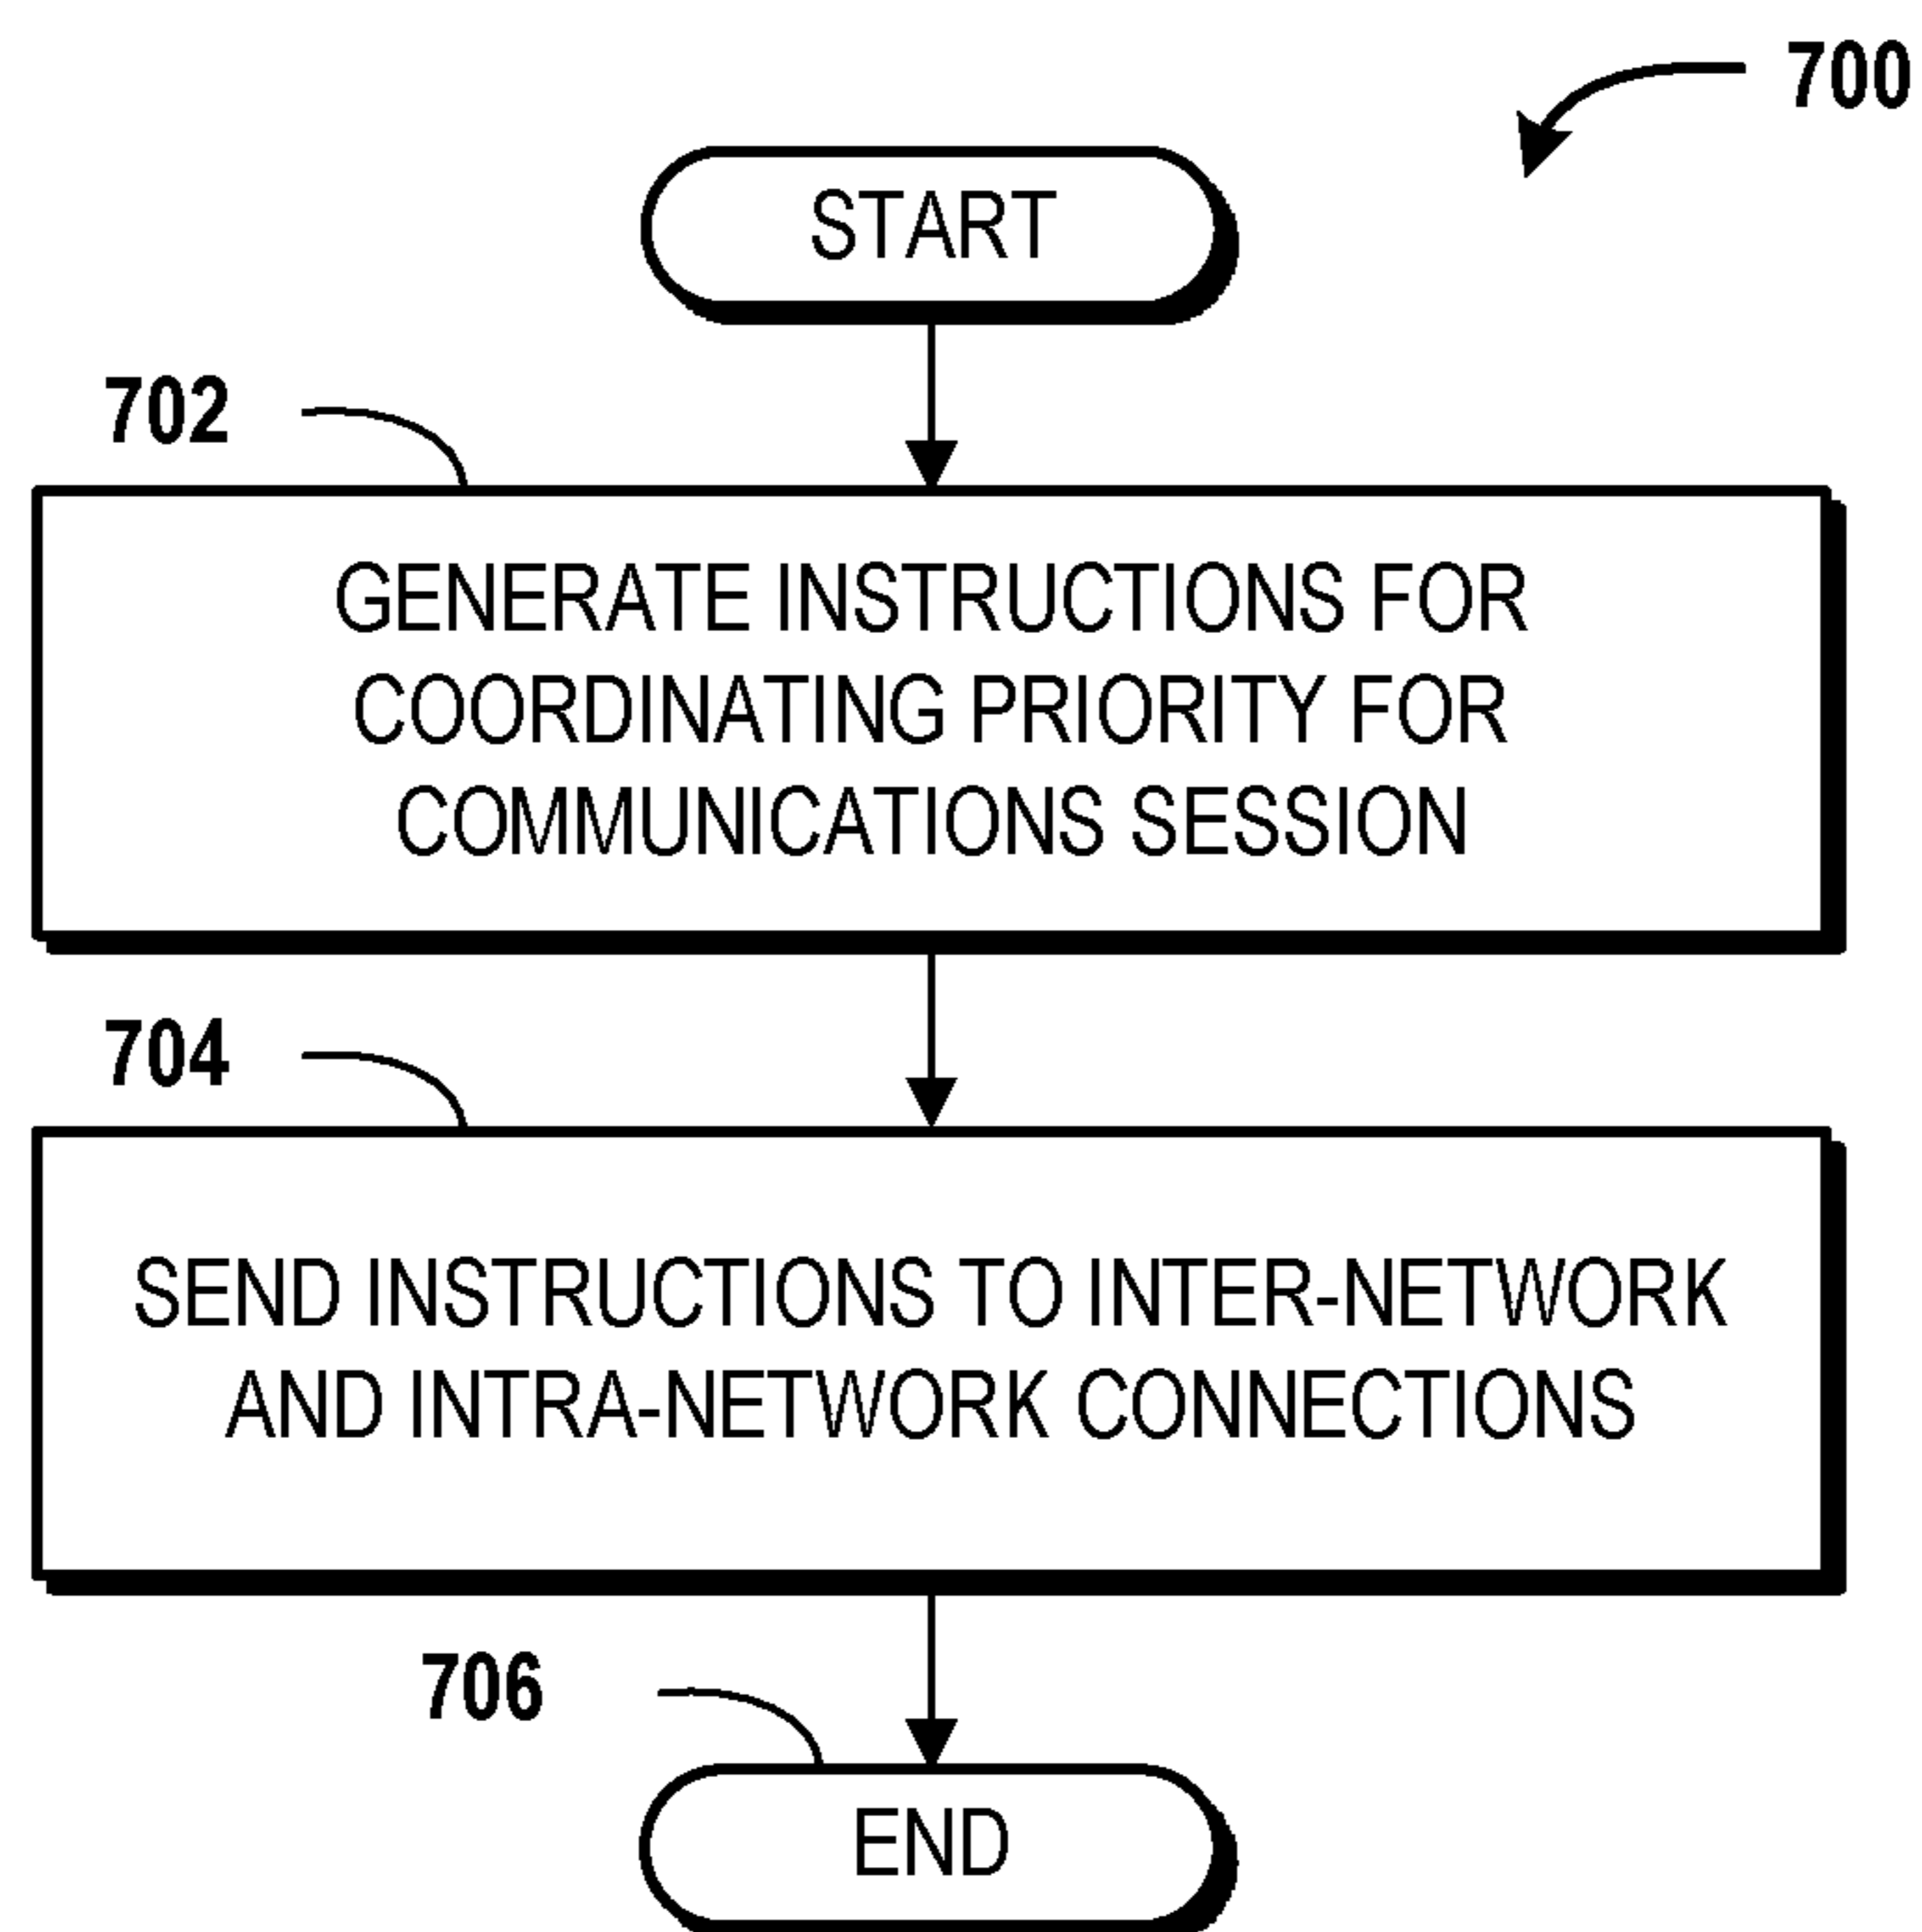 700
START
702
GENERATE INSTRUCTIONS FOR
COORDINATING PRIORITY FOR
COMMUNICATIONS SESSION
704
SEND INSTRUCTIONS TO INTER-NETWORK
AND INTRA-NETWORK CONNECTIONS
706
END